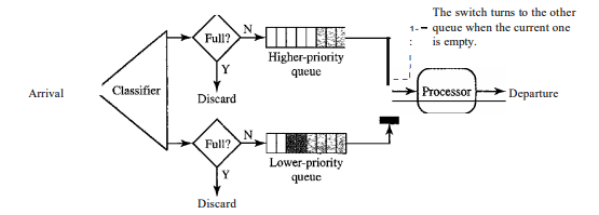 The switch turns to the other
queue when the current one
is empty.
Full?
N
Higher-priority
queue
Y
Discard
Arrival
Classifier
Processor
Departure
Full?
N
Lower-priority
queue
Y
Discard